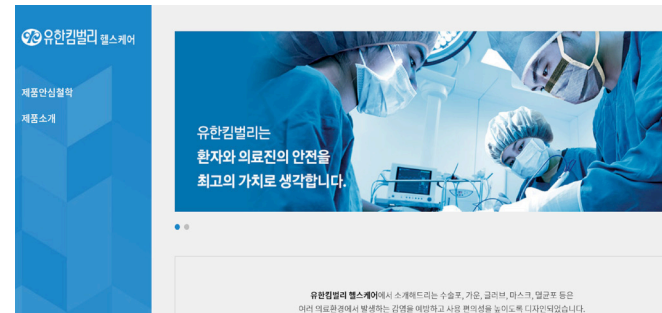 유한킴벌리 헬스케어
제품안심철학
제품소개
유한킴벌리는
환자와 의료진의 안전을
최고의 가치로 생각합니다.
유한킴벌리 헬스케어에서 소개해드리는 수술포, 가운, 글러브, 마스크, 멸균포 등은
여러 의료환경에서 발생하는 감염을 예방하고 사용 편의성을 높이도록 디자인되었습니다.